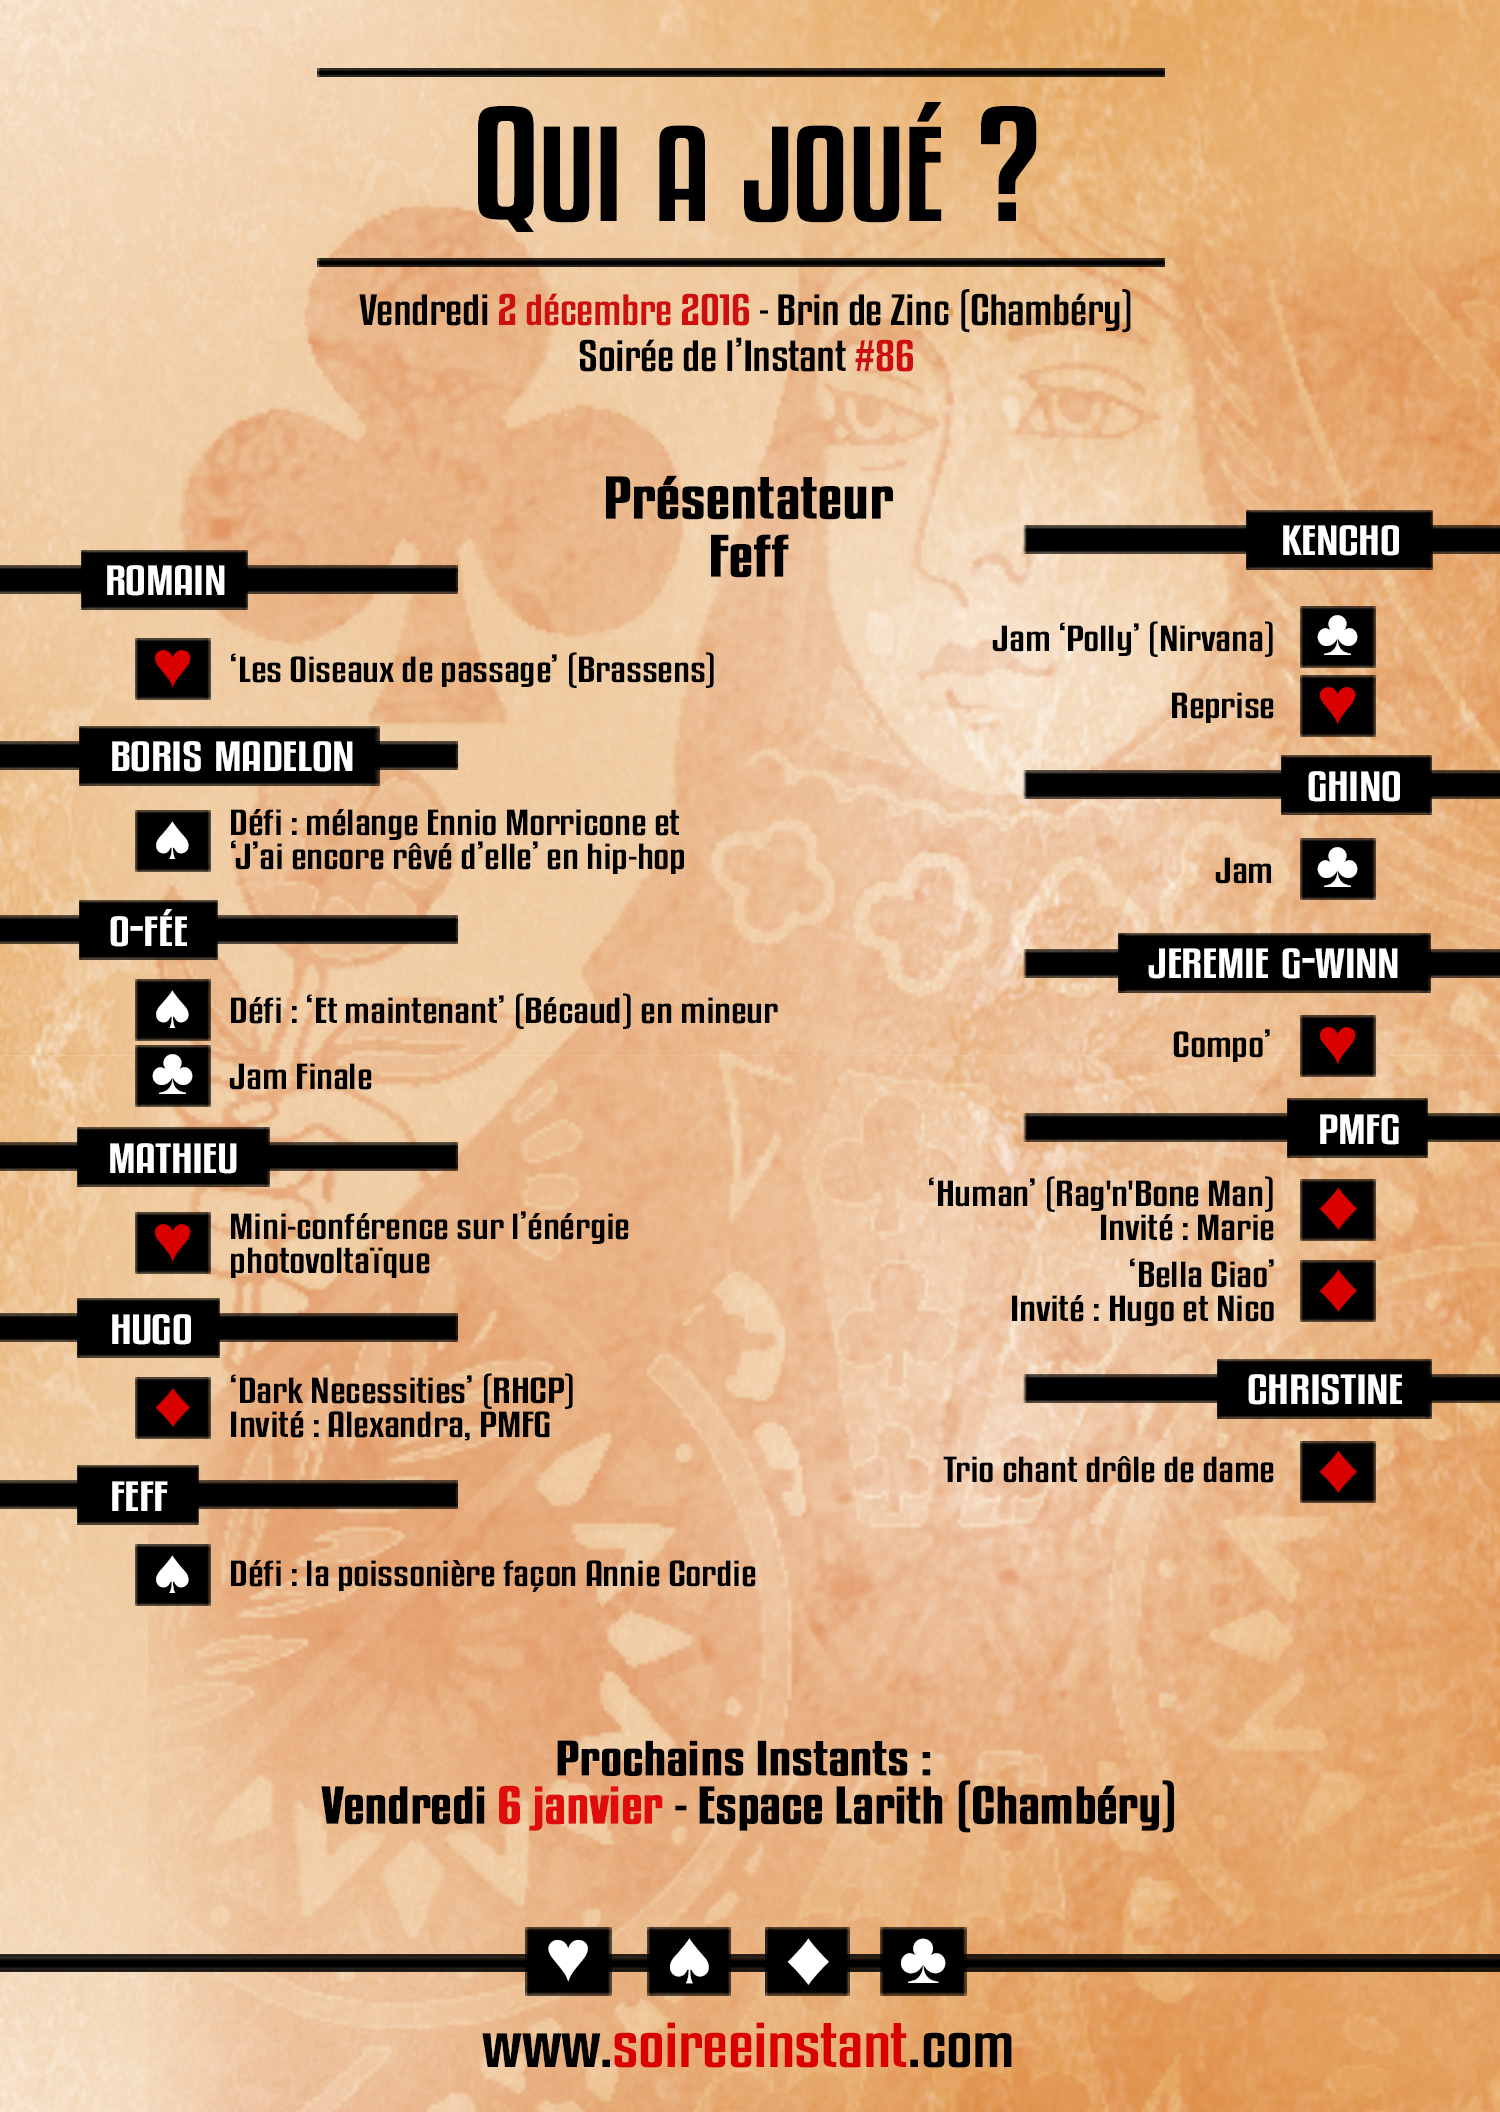 Qui a joué ?
Vendredi 2 décembre 2016 - Brin de Zinc (Chambéry)
Soirée de l'Instant #86
Présentateur
Feff
ROMAIN
‘Les Oiseaux de passage’ (Brassens)
BORIS MADELON
Défi : mélange Ennio Morricone et
‘J’ai encore rêvé d’elle’ en hip-hop
O-FÉE
Défi : ‘Et maintenant’ (Bécaud) en mineur
Jam Finale
MATHIEU
Mini-conférence sur l’énérgie
photovoltaïque
HUGO
‘Dark Necessities’ (RHCP)
Invité : Alexandra, PMFG
FEFF
Défi : la poissonière façon Annie Cordie
KENCHO
Jam ‘Polly’ (Nirvana)
Reprise
GHINO
Jam
JEREMIE G-WINN
Compo’
PMFG
‘Human’ (Rag'n'Bone Man)
Invité : Marie
‘Bella Ciao’
Invité : Hugo et Nico
CHRISTINE
Trio chant drôle de dame
Prochains Instants :
Vendredi 6 janvier - Espace Larith (Chambéry)
www.soireeinstant.com